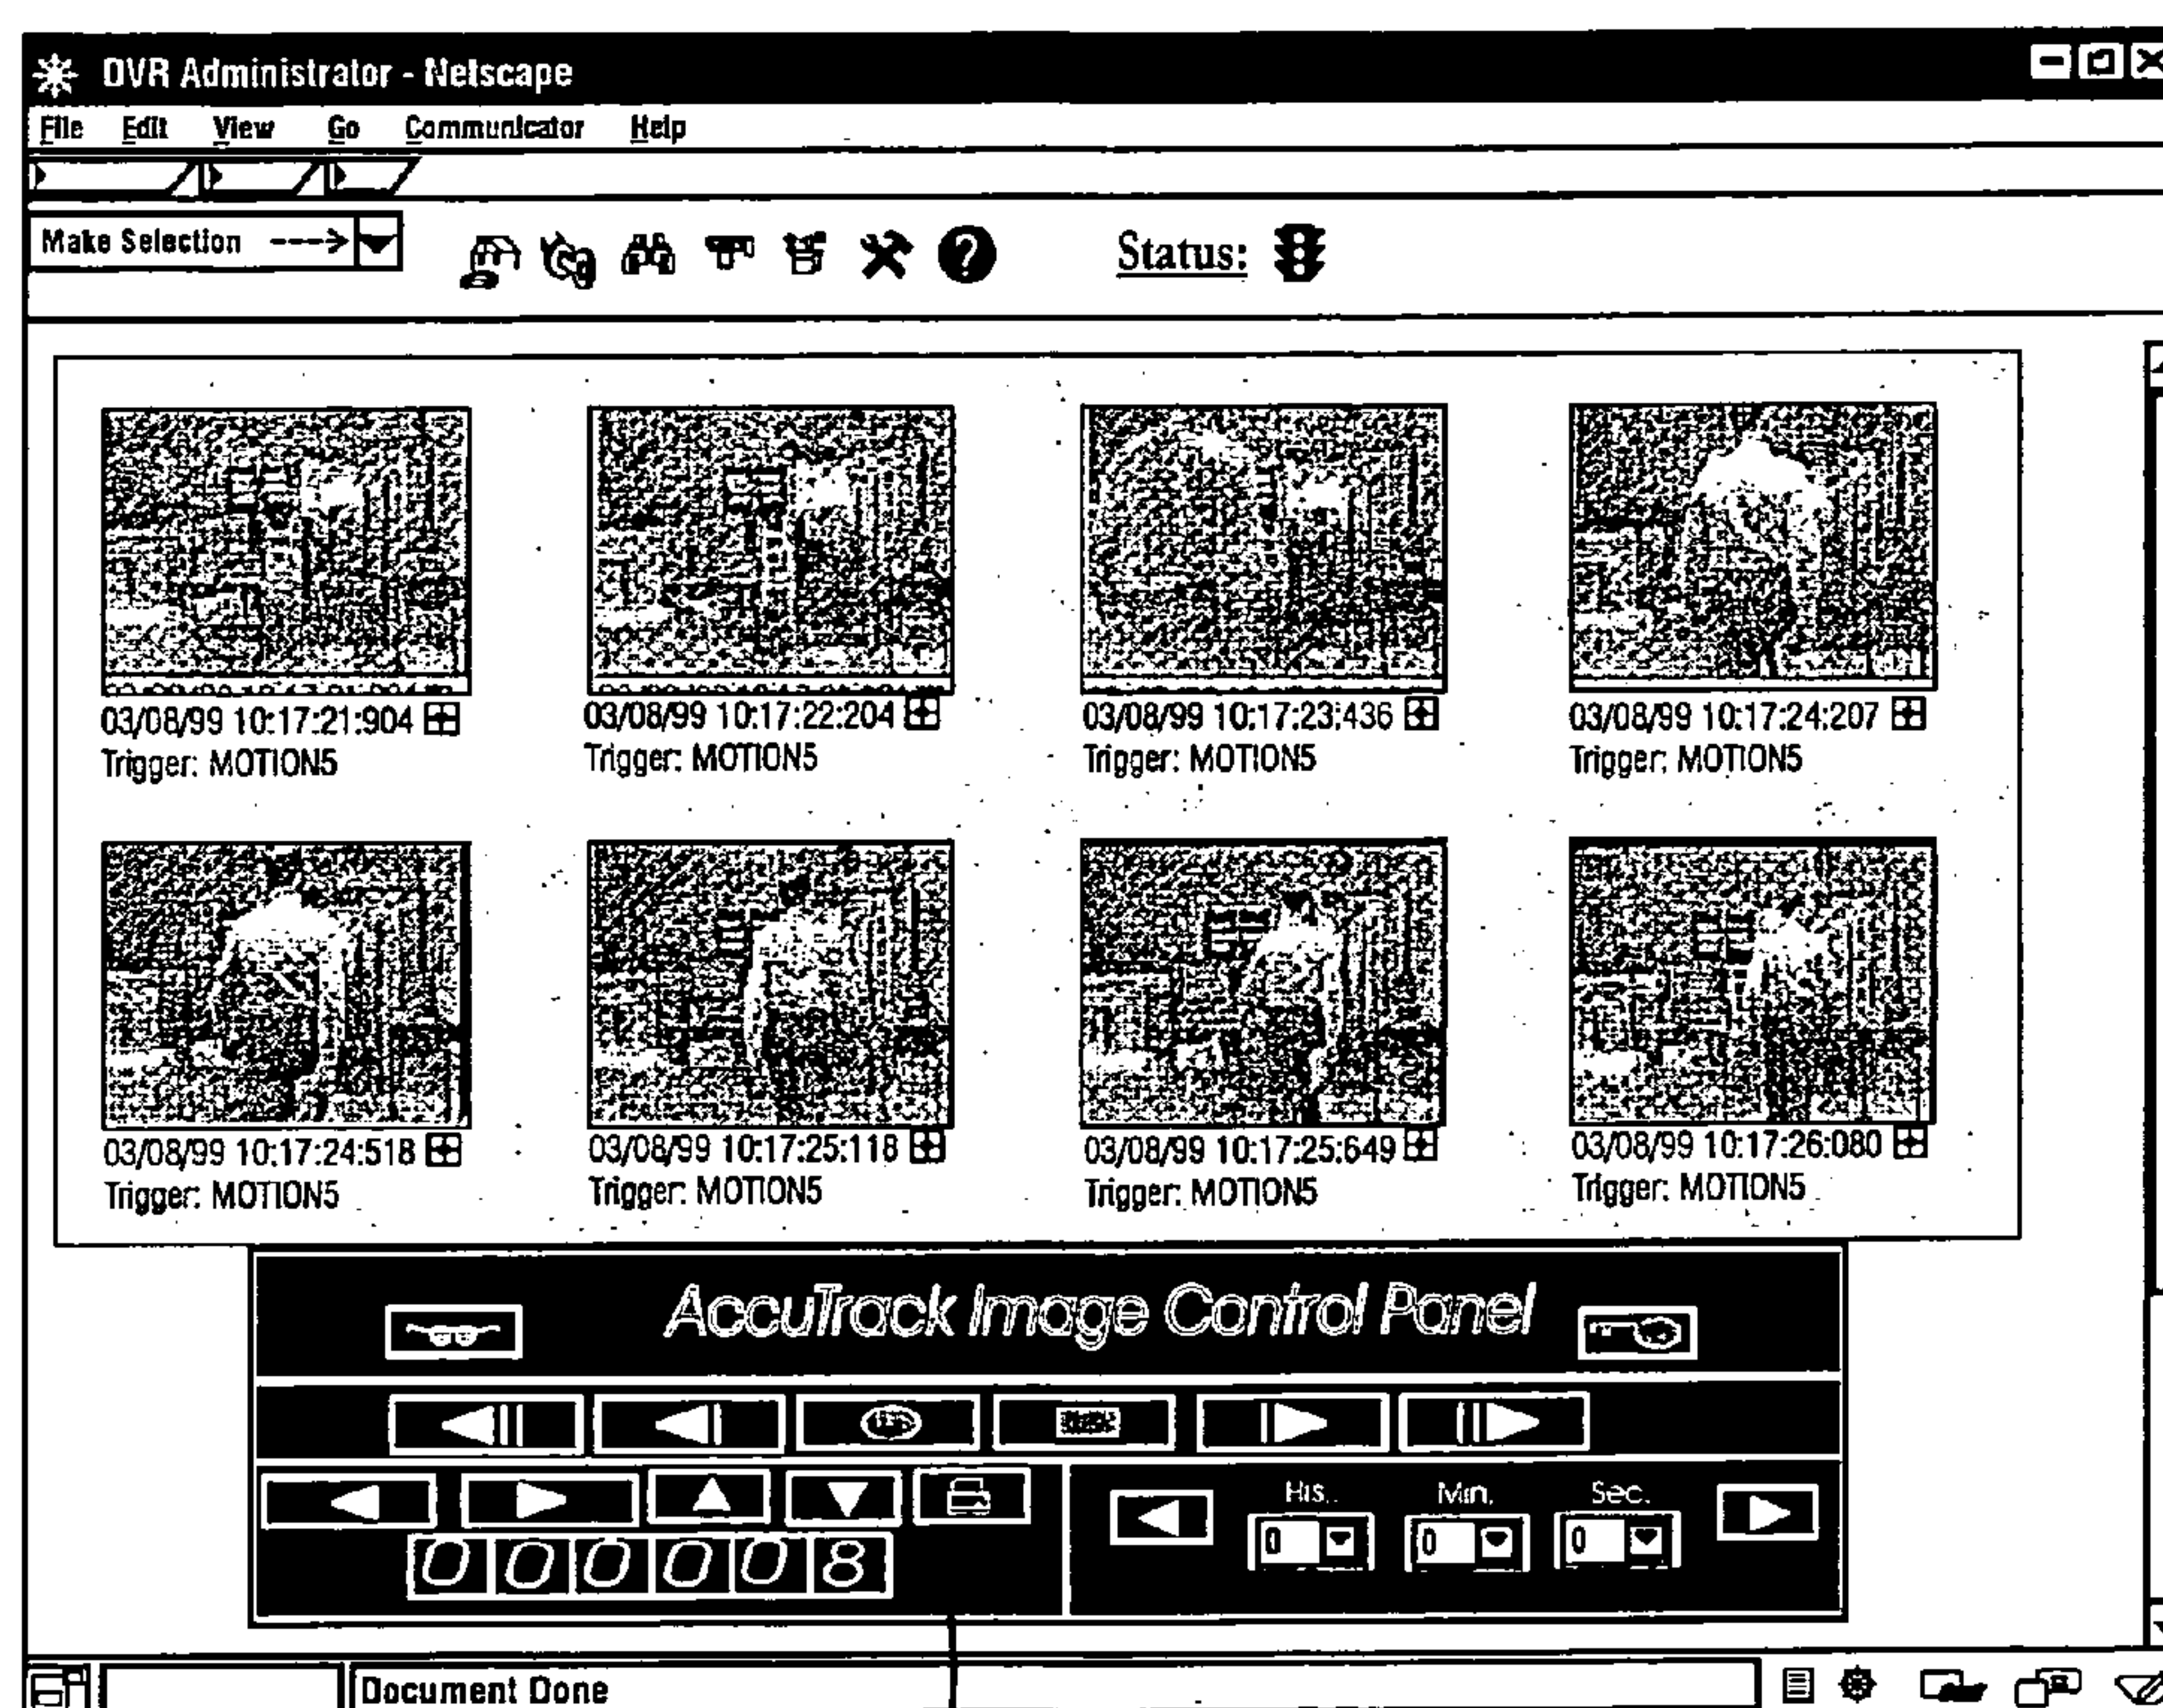 OVR Administrator - Netscape
File Edit View Go Communicator Help
Make Selection ---> Status:
03/08/99 10:17:21:904 03/08/99 10:17:22:204 03/08/99 10:17:23:436 03/08/99 10:17:24:207
Trigger: MOTION5 Trigger: MOTION5 Trigger: MOTION5 Trigger: MOTION5
03/08/99 10:17:24:518 03/08/99 10:17:25:118 03/08/99 10:17:25:649 03/08/99 10:17:26:080
Trigger: MOTION5 Trigger: MOTION5 Trigger: MOTION5 Trigger: MOTION5
AccuTrack Image Control Panel
His. Min. Sec.
0 0 0
000008
Document Done